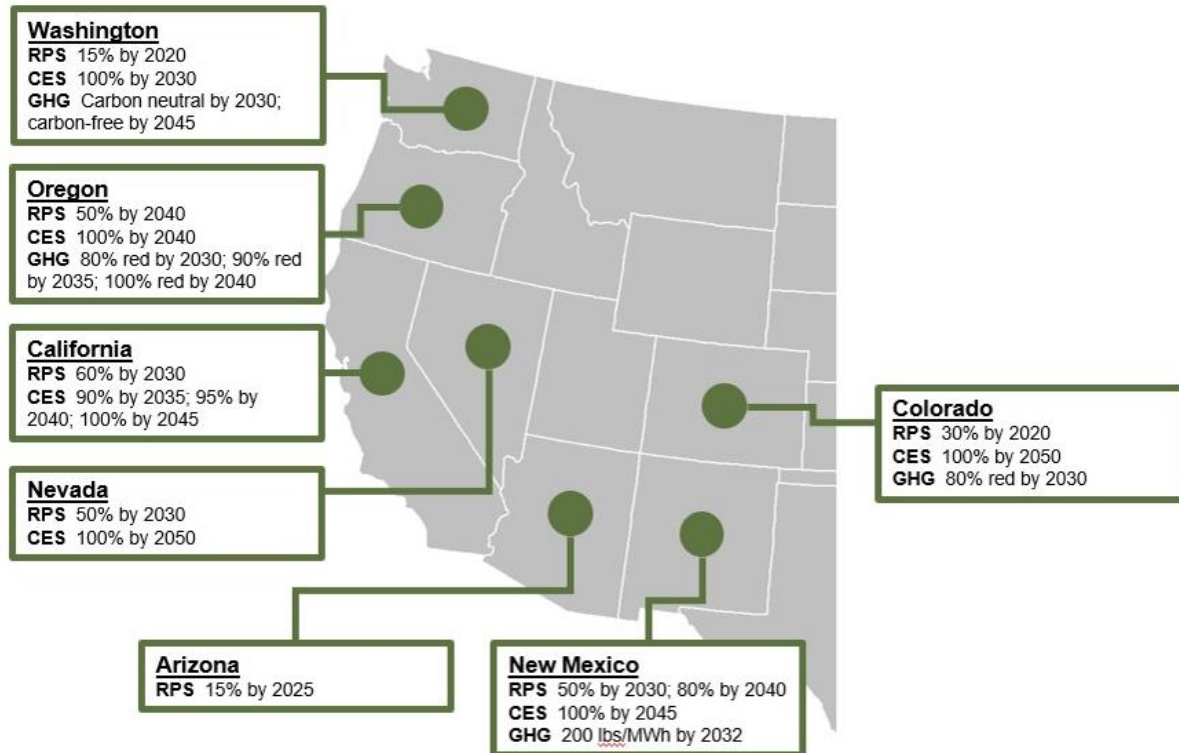 Washington
RPS 15% by 2020
CES 100% by 2030
GHG Carbon neutral by 2030;
carbon-free by 2045
Oregon
RPS 50% by 2040
CES 100% by 2040
GHG 80% red by 2030; 90% red
by 2035; 100% red by 2040
California
RPS 60% by 2030
CES 90% by 2035; 95% by
2040; 100% by 2045
Nevada
RPS 50% by 2030
CES 100% by 2050
Colorado
RPS 30% by 2020
CES 100% by 2050
GHG 80% red by 2030
Arizona
RPS 15% by 2025
New Mexico
RPS 50% by 2030; 80% by 2040
CES 100% by 2045
GHG 200 lbs/MWh by 2032